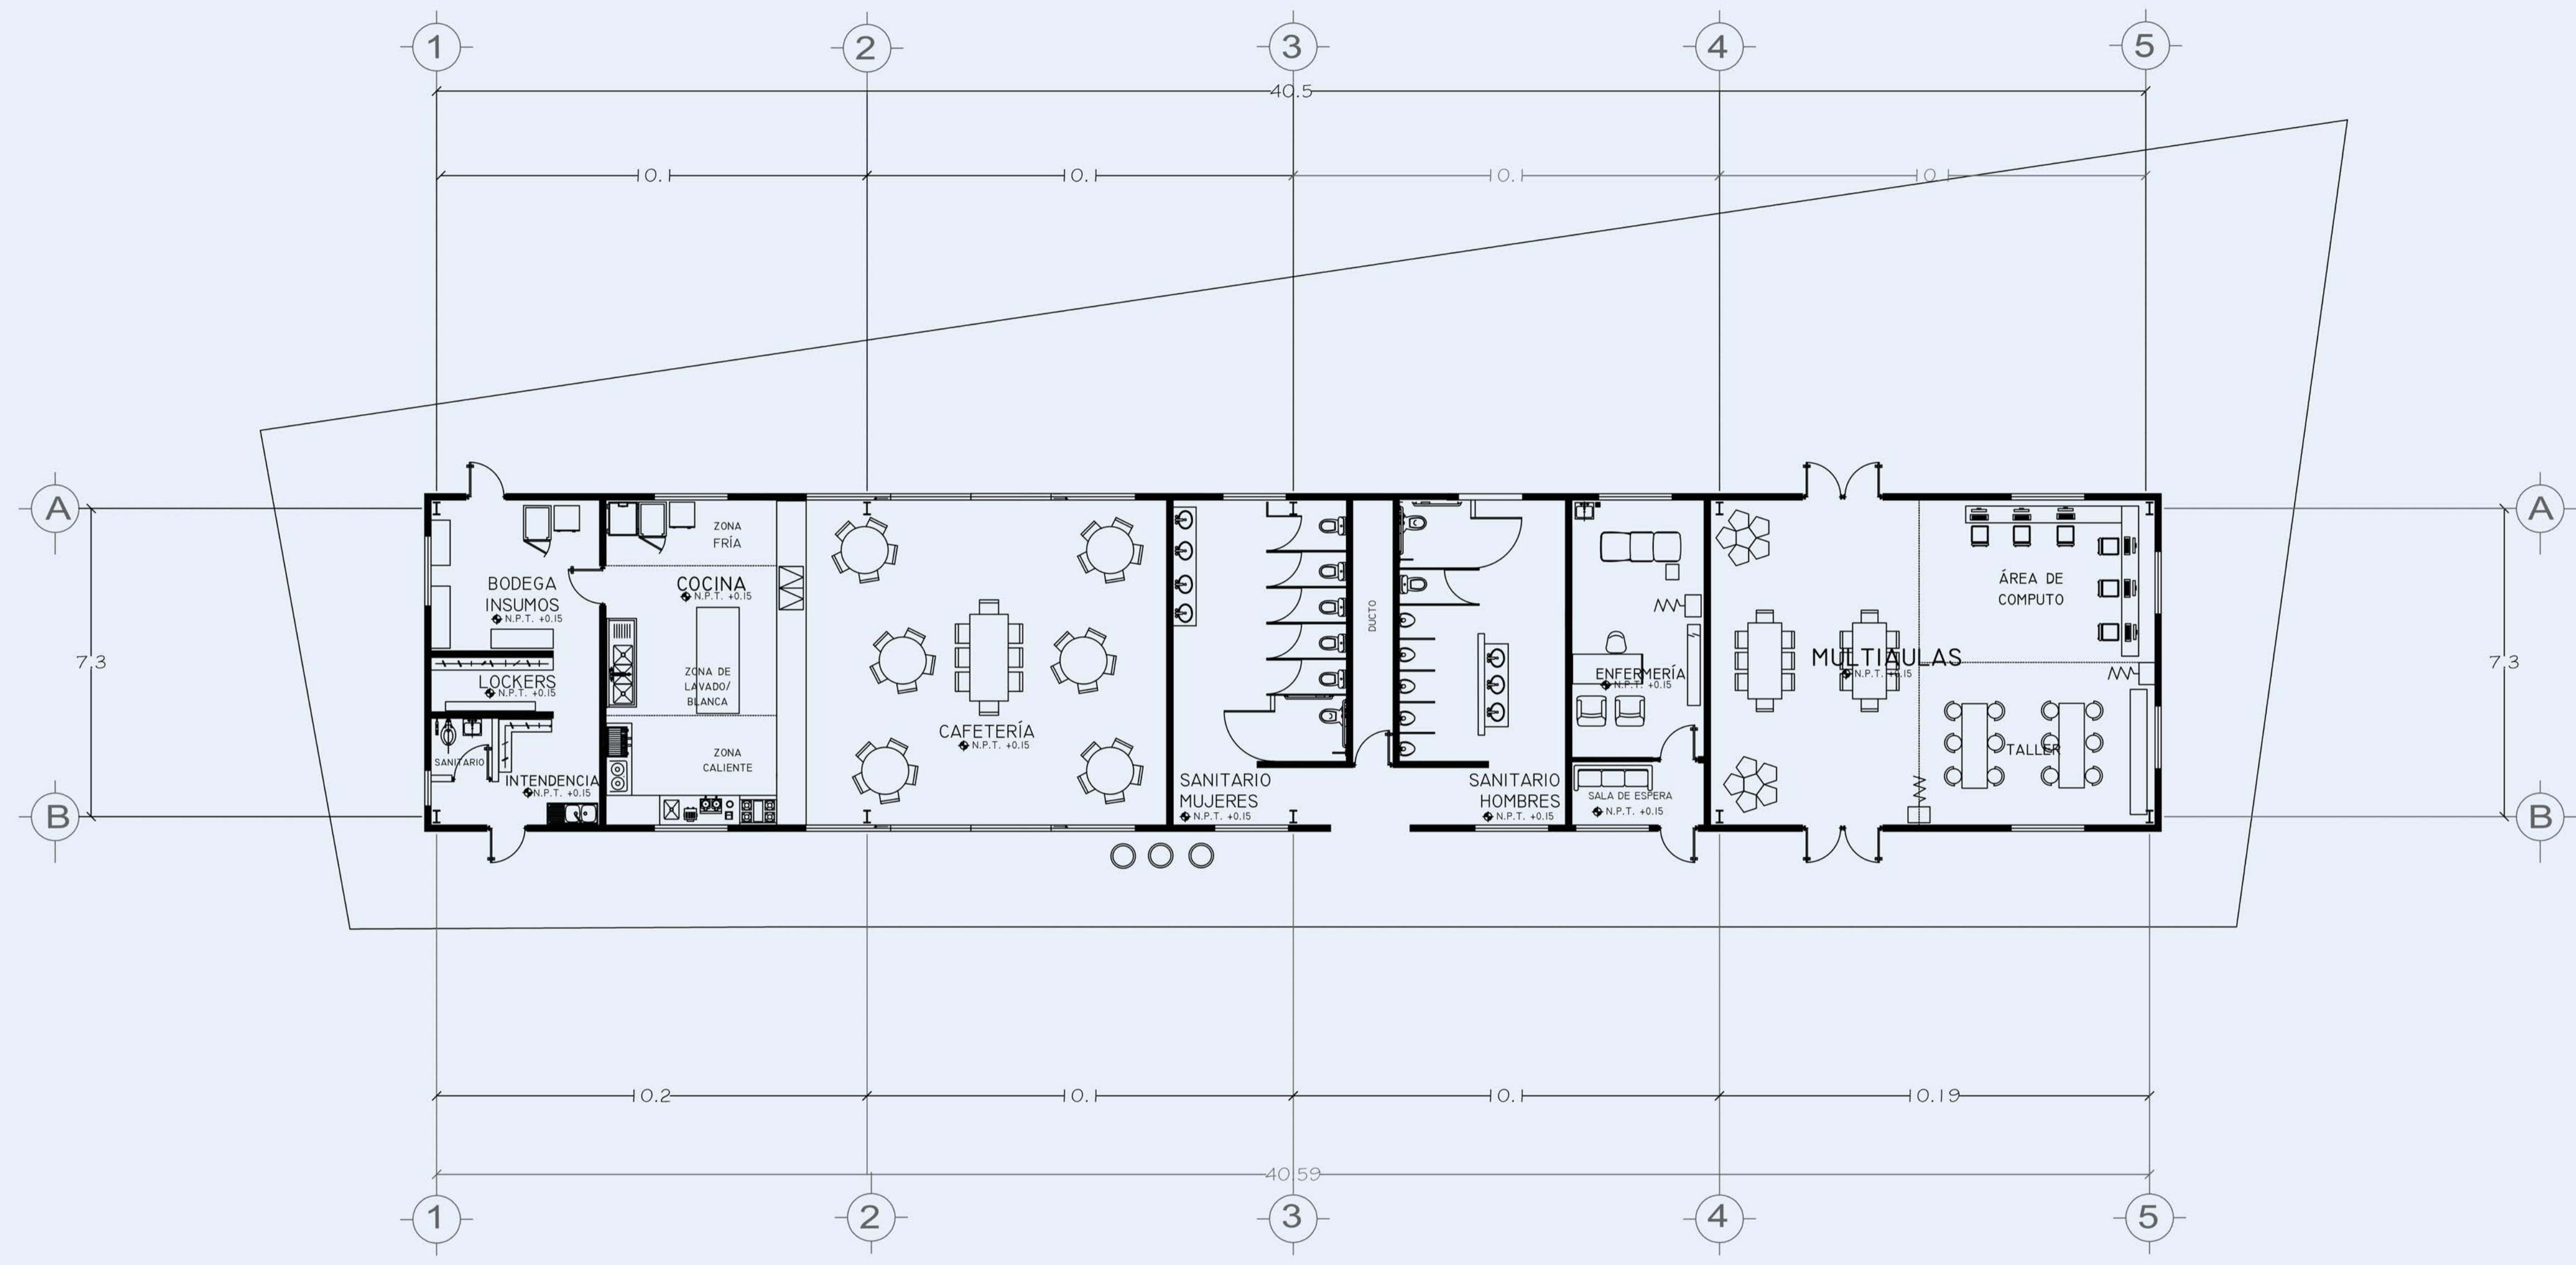 1 2 3 4 5
40.5
10.1 10.1 10.1 10.1
A A
ZONA
FRÍA
BODEGA
INSUMOS
N.P.T. +0.15
COCINA
N.P.T. +0.15
DUCTO
ÁREA DE
COMPUTO
7.3
7.3
LOCKERS
N.P.T. +0.15
ZONA DE
LAVADO/
BLANCA
ENFERMERÍA
N.P.T. +0.15
MULTIAULAS
N.P.T. +0.15
CAFETERÍA
N.P.T. +0.15
TALLER
SANITARIO
ZONA
CALIENTE
INTENDENCIA
N.P.T. +0.15
SANITARIO
MUJERES
N.P.T. +0.15
SANITARIO
HOMBRES
N.P.T. +0.15
SALA DE ESPERA
N.P.T. +0.15
B B
10.2 10.1 10.1 10.19
40.59
1 2 3 4 5